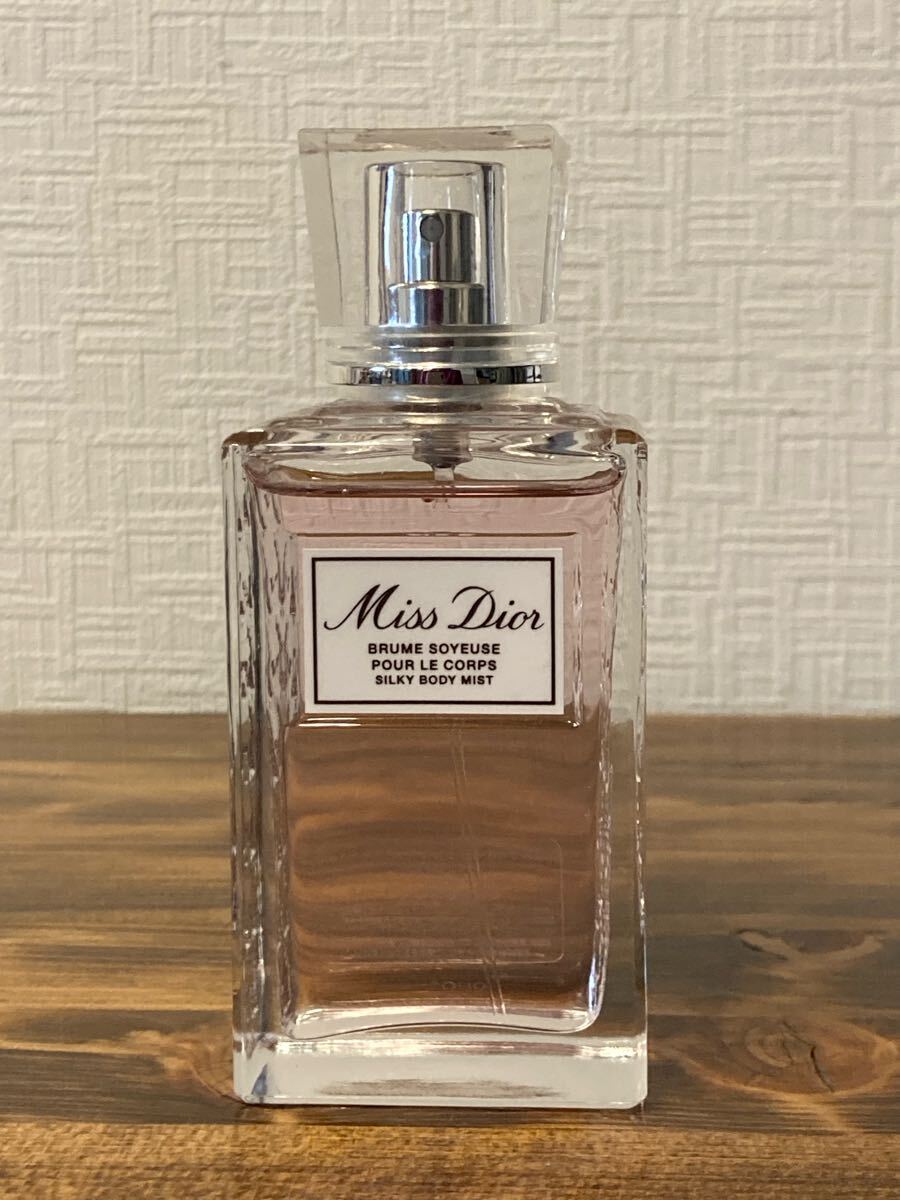 Miss Dior
BRUME SOYEUSE
POUR LE CORPS
SILKY BODY MIST